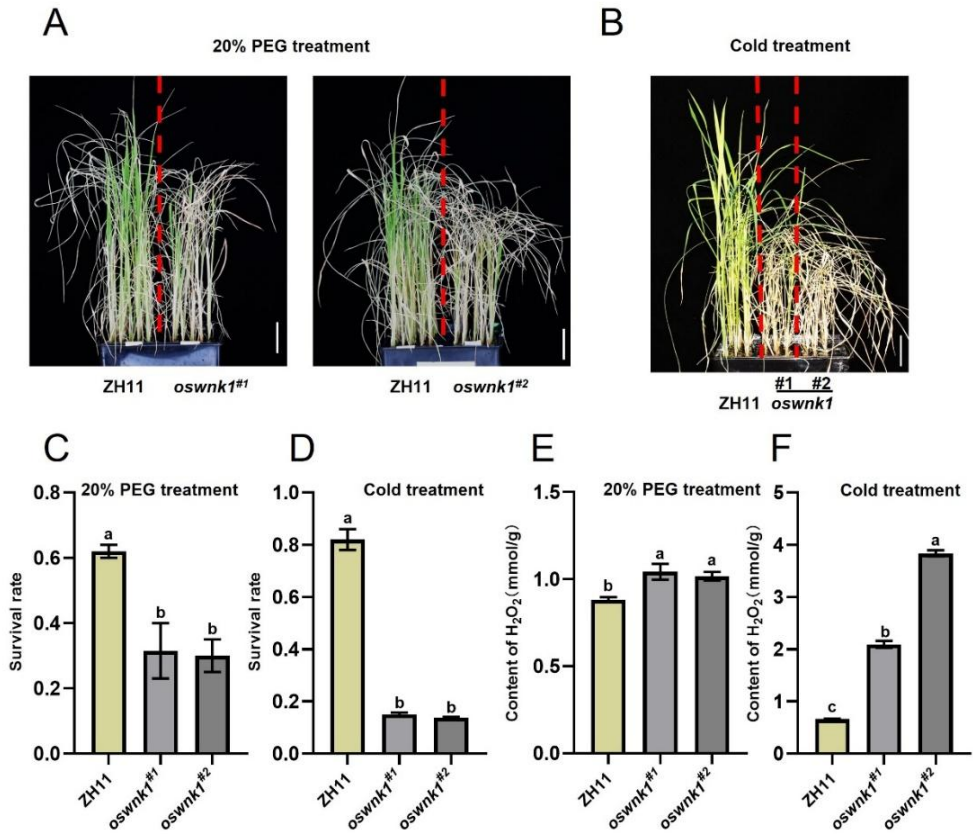 A
20% PEG treatment
ZH11 oswnk1#1
ZH11 oswnk1#2
B
Cold treatment
#1 #2
ZH11 oswnk1
C
20% PEG treatment
Survival rate
0.8
0.6
0.4
0.2
0.0
a
b
b
ZH11
oswnk1#1
oswnk1#2
D
Cold treatment
Survival rate
1.0
0.8
0.6
0.4
0.2
0.0
a
b
b
ZH11
oswnk1#1
oswnk1#2
E
20% PEG treatment
Content of H₂O₂(mmol/g)
1.5
1.0
0.5
0.0
b
a
a
ZH11
oswnk1#1
oswnk1#2
F
Cold treatment
Content of H₂O₂(mmol/g)
5
4
3
2
1
0
c
b
a
ZH11
oswnk1#1
oswnk1#2